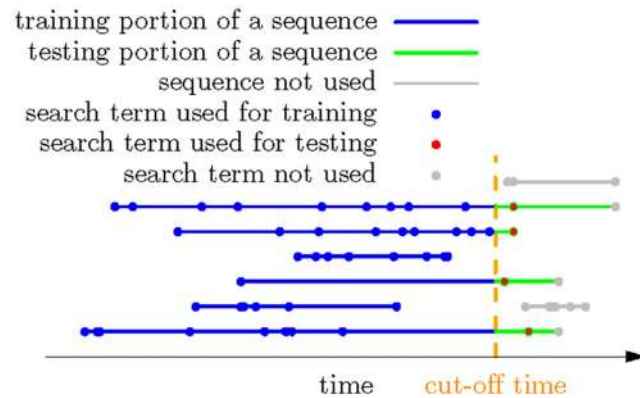 training portion of a sequence
testing portion of a sequence
sequence not used
search term used for training
search term used for testing
search term not used
time
cut-off time